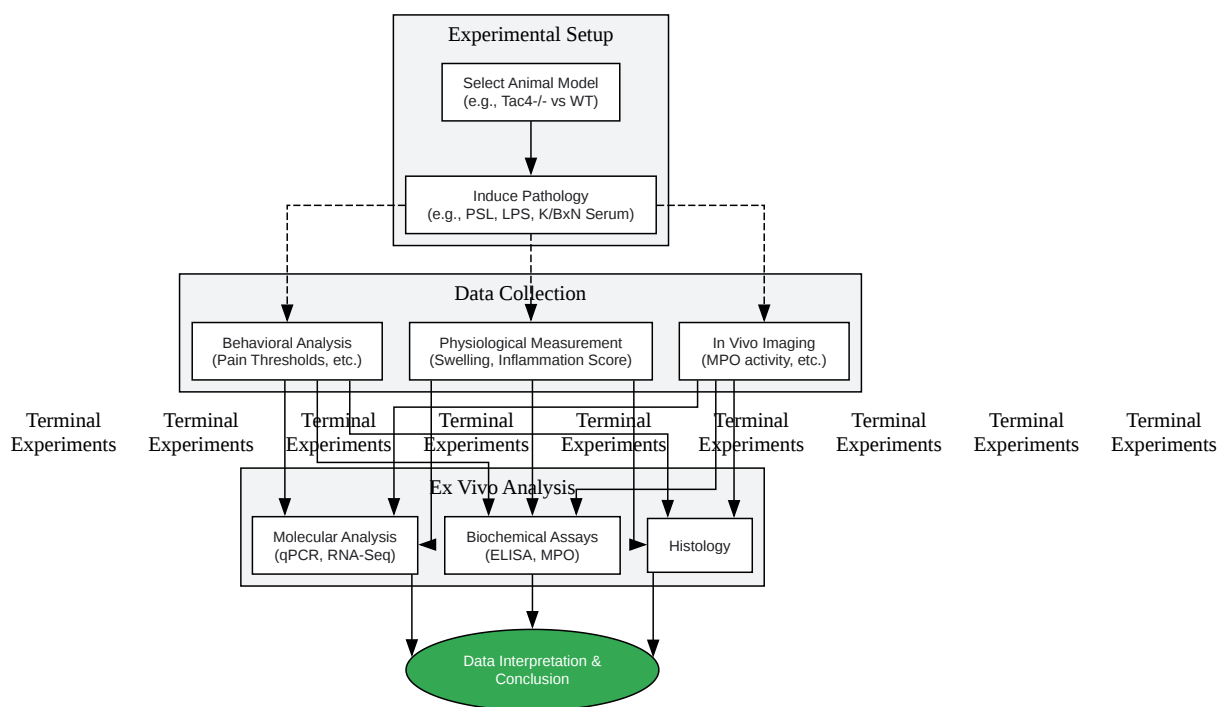 Experimental Setup
Select Animal Model
(e.g., Tac4-/- vs WT)
Induce Pathology
(e.g., PSL, LPS, K/BxN Serum)
Data Collection
Behavioral Analysis
(Pain Thresholds, etc.)
Physiological Measurement
(Swelling, Inflammation Score)
In Vivo Imaging
(MPO activity, etc.)
Terminal
Experiments
Terminal
Experiments
Terminal
Experiments
Terminal
Experiments
Terminal
Experiments
Terminal
Experiments
Terminal
Experiments
Terminal
Experiments
Terminal
Experiments
Ex Vivo Analysis
Molecular Analysis
(qPCR, RNA-Seq)
Biochemical Assays
(ELISA, MPO)
Histology
Data Interpretation &
Conclusion